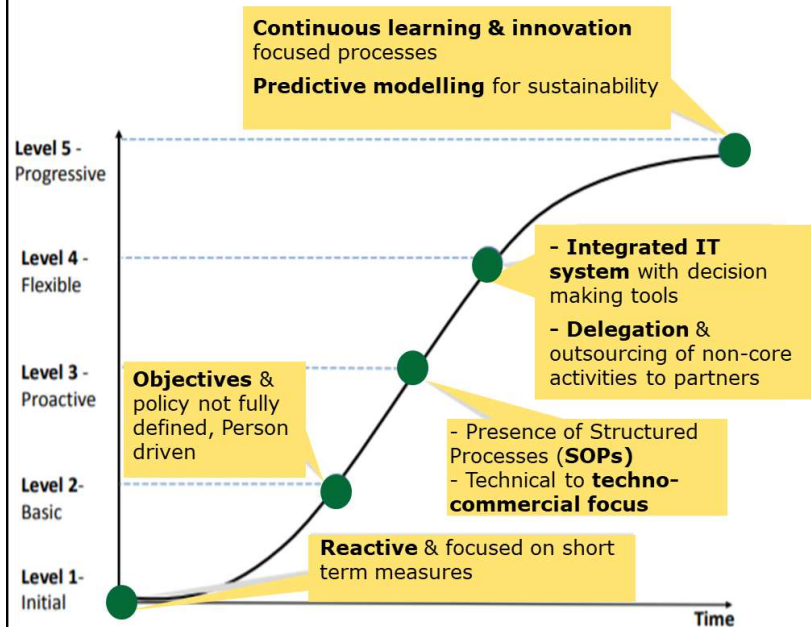 Continuous learning & innovation
focused processes
Predictive modelling for sustainability
Level 5 -
Progressive
Level 4 -
Flexible
- Integrated IT
system with decision
making tools
- Delegation &
outsourcing of non-core
activities to partners
Level 3 -
Proactive
Objectives &
policy not fully
defined, Person
driven
- Presence of Structured
Processes (SOPs)
- Technical to techno-
commercial focus
Level 2-
Basic
Reactive & focused on short
term measures
Level 1-
Initial
Time